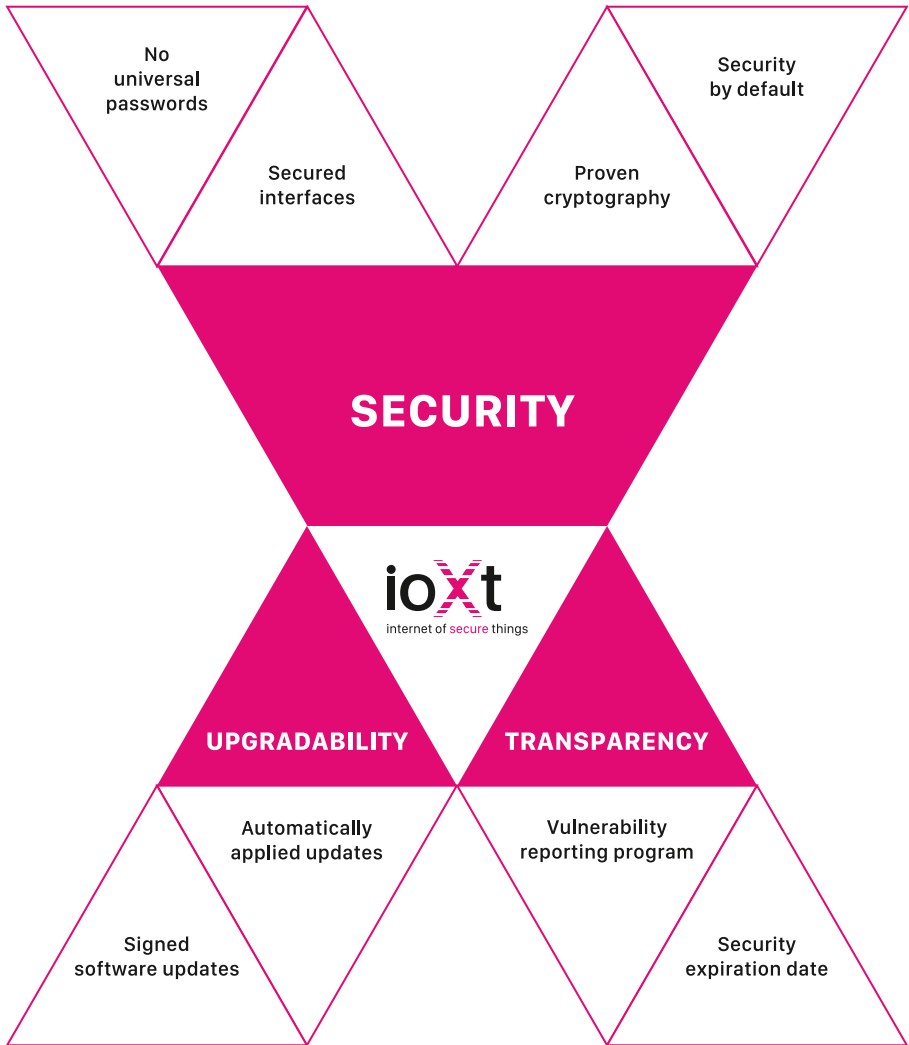 No
universal
passwords
Secured
interfaces
Proven
cryptography
Security
by default
SECURITY
ioXt
internet of secure things
UPGRADABILITY
TRANSPARENCY
Automatically
applied updates
Vulnerability
reporting program
Signed
software updates
Security
expiration date